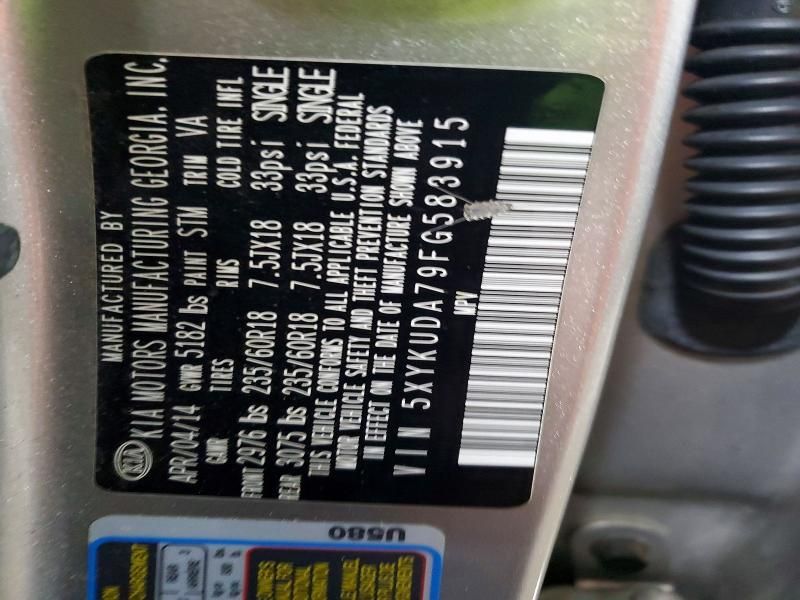 MANUFACTURED BY
KIA KIA MOTORS MANUFACTURING GEORGIA, INC.
APR/04/14 GVWR 5182 lbs PAINT STM TRIM VA
GAWR TIRES RIMS COLD TIRE INFL
FRONT 2976 lbs 235/60R18 7.5JX18 33psi SINGLE
REAR 3075 lbs 235/60R18 7.5JX18 33psi SINGLE
THIS VEHICLE CONFORMS TO ALL APPLICABLE U.S.A. FEDERAL
MOTOR VEHICLE SAFETY AND THEFT PREVENTION STANDARDS
IN EFFECT ON THE DATE OF MANUFACTURE SHOWN ABOVE
VIN 5XYKUDA79FG583915
MPV
U580